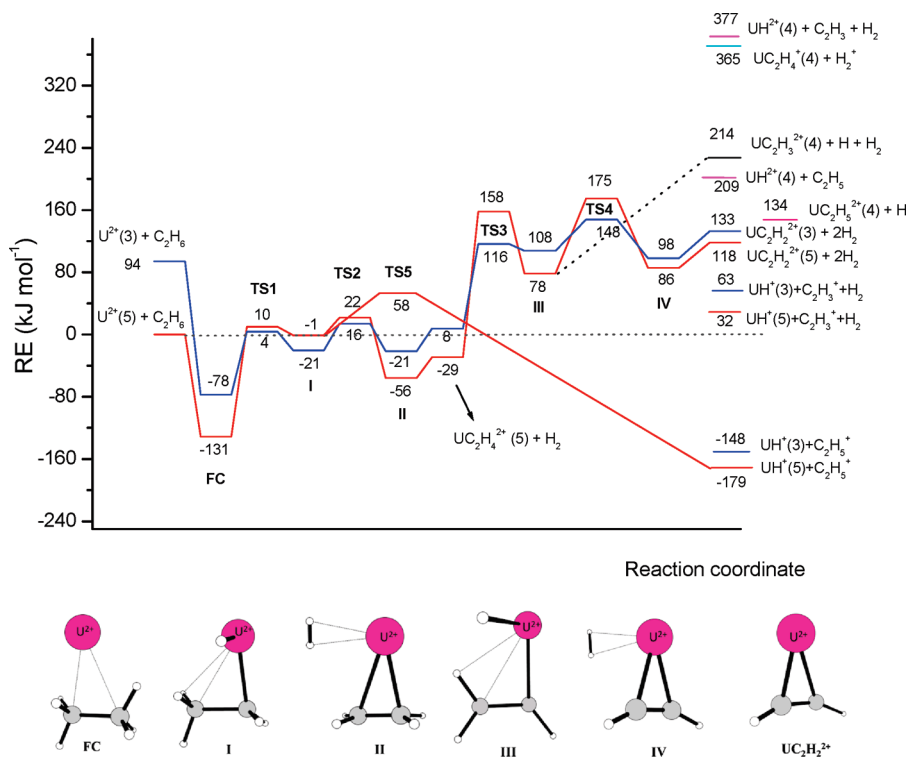 377
UH²⁺(4) + C₂H₃ + H₂
365
UC₂H₄⁺(4) + H₂⁺
320
240
160
80
0
-80
-160
-240
RE (kJ mol⁻¹)
214
UC₂H₃²⁺(4) + H + H₂
209
UH²⁺(4) + C₂H₅
134
UC₂H₅²⁺(4) + H
133
UC₂H₂²⁺(3) + 2H₂
118
UC₂H₂²⁺(5) + 2H₂
63
UH⁺(3)+C₂H₃⁺+H₂
32
UH⁺(5)+C₂H₃⁺+H₂
-148
UH⁺(3)+C₂H₅⁺
UH⁺(5)+C₂H₅⁺
-179
U²⁺(3) + C₂H₆
94
U²⁺(5) + C₂H₆
-78
-131
FC
TS1
10
4
-1
-21
I
TS2
22
16
TS5
58
-21
-56
II
8
-29
UC₂H₄²⁺ (5) + H₂
158
TS3
116
108
78
III
175
TS4
148
98
86
IV
Reaction coordinate
U²⁺
U²⁺
U²⁺
U²⁺
U²⁺
U²⁺
FC
I
II
III
IV
UC₂H₂²⁺